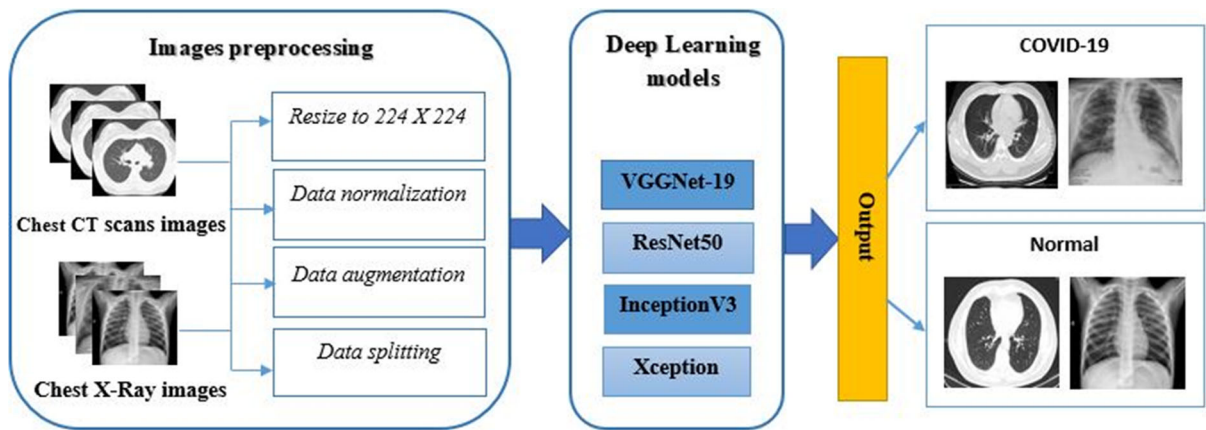 Images preprocessing
Chest CT scans images
Chest X-Ray images
Resize to 224 X 224
Data normalization
Data augmentation
Data splitting
Deep Learning
models
VGGNet-19
ResNet50
InceptionV3
Xception
Output
COVID-19
Normal